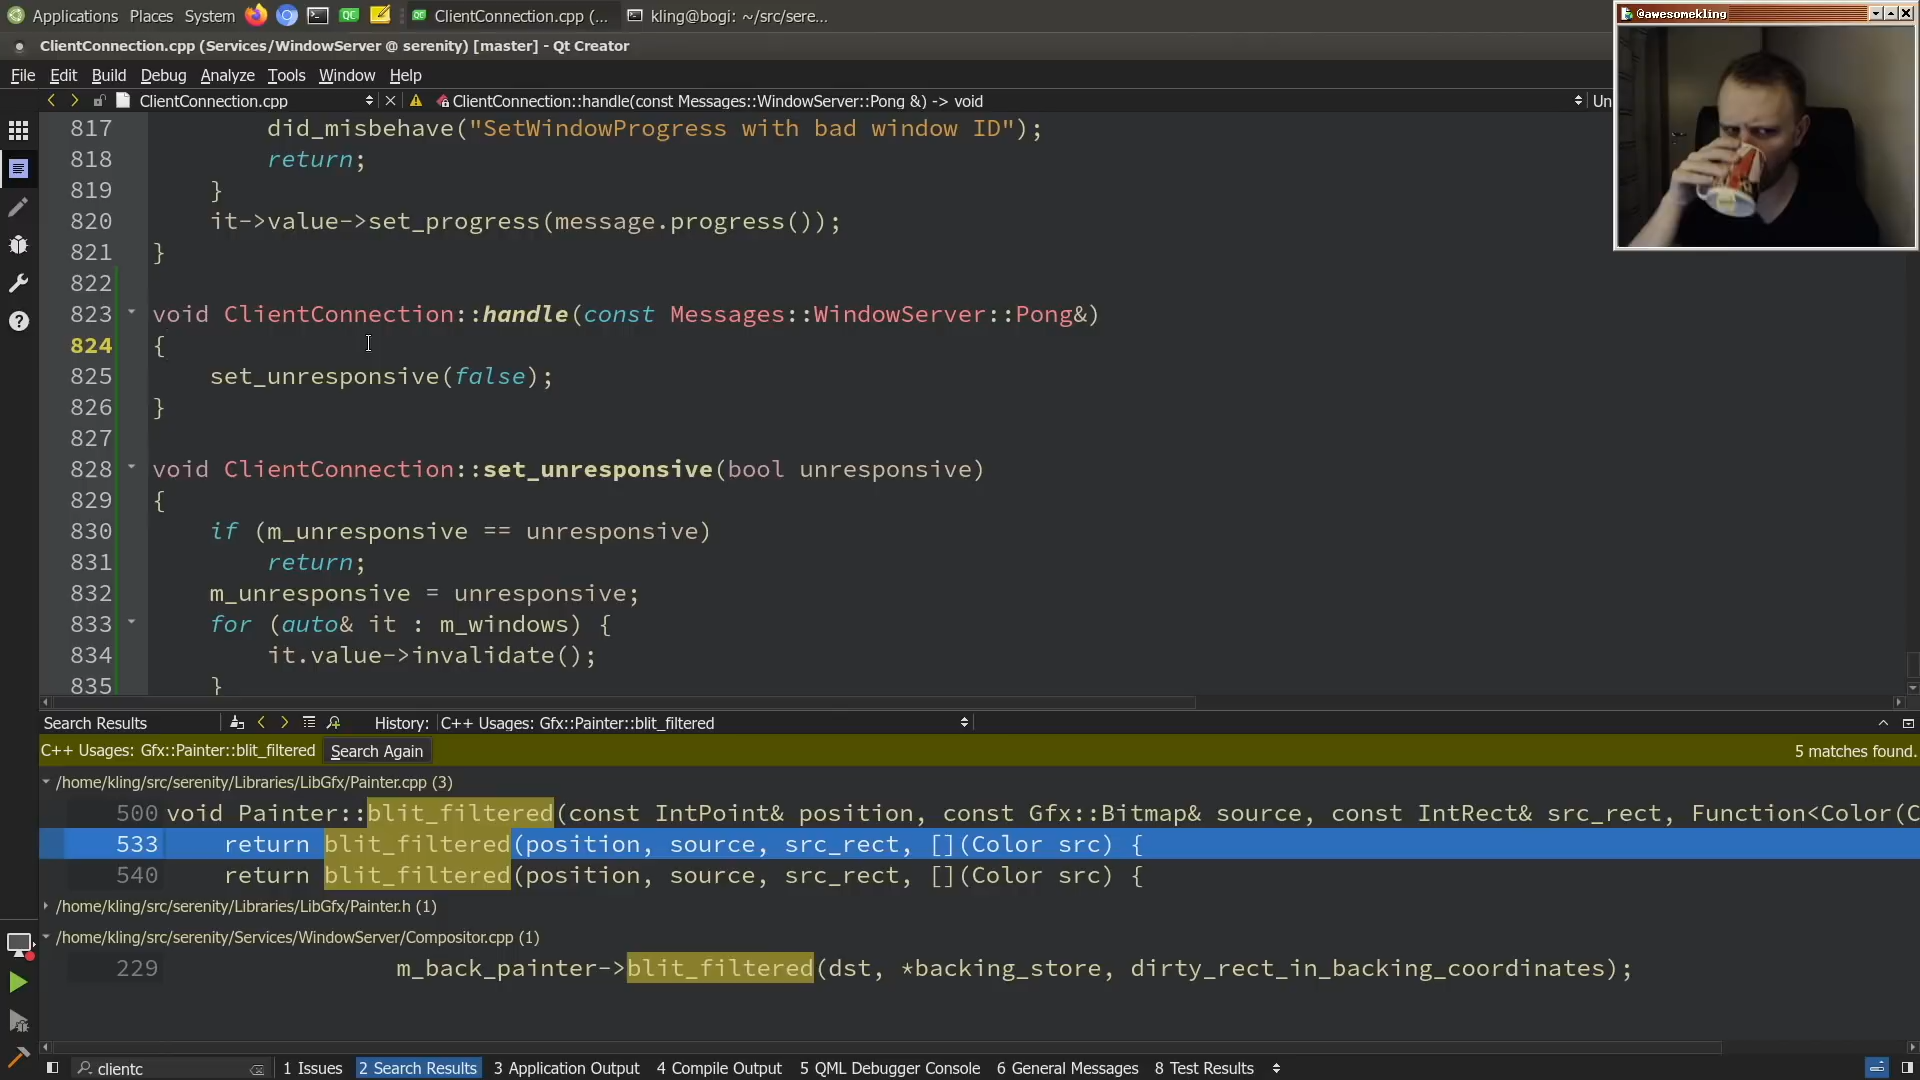 Applications Places System ClientConnection.cpp (... kling@bogi: ~/src/sere...
@awesomekling
ClientConnection.cpp (Services/WindowServer @ serenity) [master] - Qt Creator
File Edit Build Debug Analyze Tools Window Help
ClientConnection.cpp ClientConnection::handle(const Messages::WindowServer::Pong &) -> void Un
817 did_misbehave("SetWindowProgress with bad window ID");
818 return;
819 }
820 it->value->set_progress(message.progress());
821 }
822
823 void ClientConnection::handle(const Messages::WindowServer::Pong&)
824 {
825 set_unresponsive(false);
826 }
827
828 void ClientConnection::set_unresponsive(bool unresponsive)
829 {
830 if (m_unresponsive == unresponsive)
831 return;
832 m_unresponsive = unresponsive;
833 for (auto& it : m_windows) {
834 it.value->invalidate();
835 }
Search Results History: C++ Usages: Gfx::Painter::blit_filtered
C++ Usages: Gfx::Painter::blit_filtered Search Again 5 matches found.
/home/kling/src/serenity/Libraries/LibGfx/Painter.cpp (3)
500 void Painter::blit_filtered(const IntPoint& position, const Gfx::Bitmap& source, const IntRect& src_rect, Function<Color(C
533 return blit_filtered(position, source, src_rect, [](Color src) {
540 return blit_filtered(position, source, src_rect, [](Color src) {
/home/kling/src/serenity/Libraries/LibGfx/Painter.h (1)
/home/kling/src/serenity/Services/WindowServer/Compositor.cpp (1)
229 m_back_painter->blit_filtered(dst, *backing_store, dirty_rect_in_backing_coordinates);
clientc 1 Issues 2 Search Results 3 Application Output 4 Compile Output 5 QML Debugger Console 6 General Messages 8 Test Results